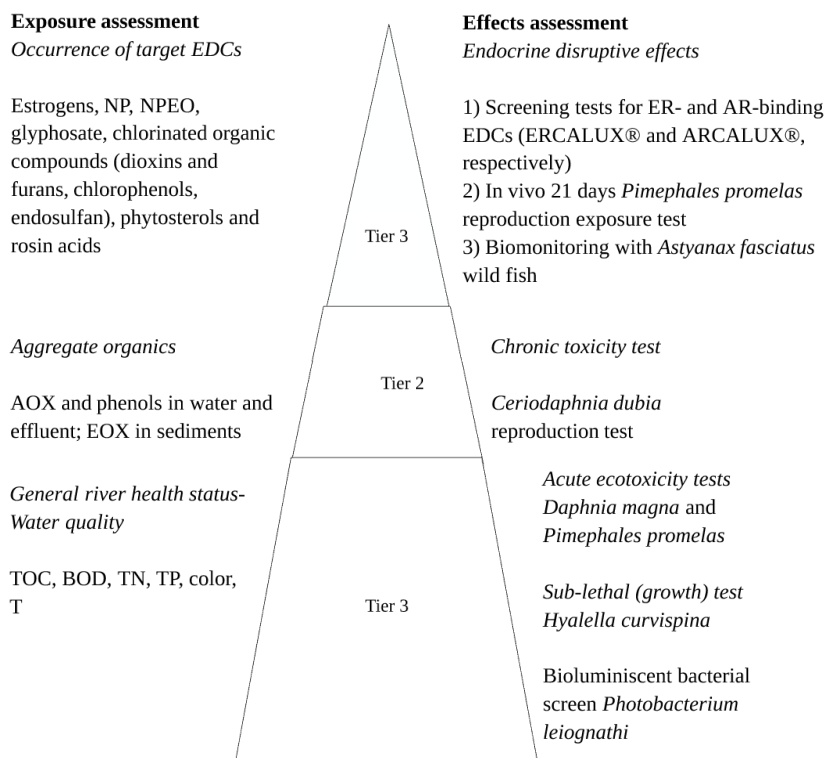 Exposure assessment
Occurrence of target EDCs
Estrogens, NP, NPEO,
glyphosate, chlorinated organic
compounds (dioxins and
furans, chlorophenols,
endosulfan), phytosterols and
rosin acids
Effects assessment
Endocrine disruptive effects
1) Screening tests for ER- and AR-binding
EDCs (ERCALUX® and ARCALUX®,
respectively)
2) In vivo 21 days Pimephales promelas
reproduction exposure test
3) Biomonitoring with Astyanax fasciatus
wild fish
Tier 3
Aggregate organics
AOX and phenols in water and
effluent; EOX in sediments
Tier 2
Chronic toxicity test
Ceriodaphnia dubia
reproduction test
General river health status-
Water quality
TOC, BOD, TN, TP, color,
T
Tier 3
Acute ecotoxicity tests
Daphnia magna and
Pimephales promelas
Sub-lethal (growth) test
Hyalella curvispina
Bioluminiscent bacterial
screen Photobacterium
leiognathi